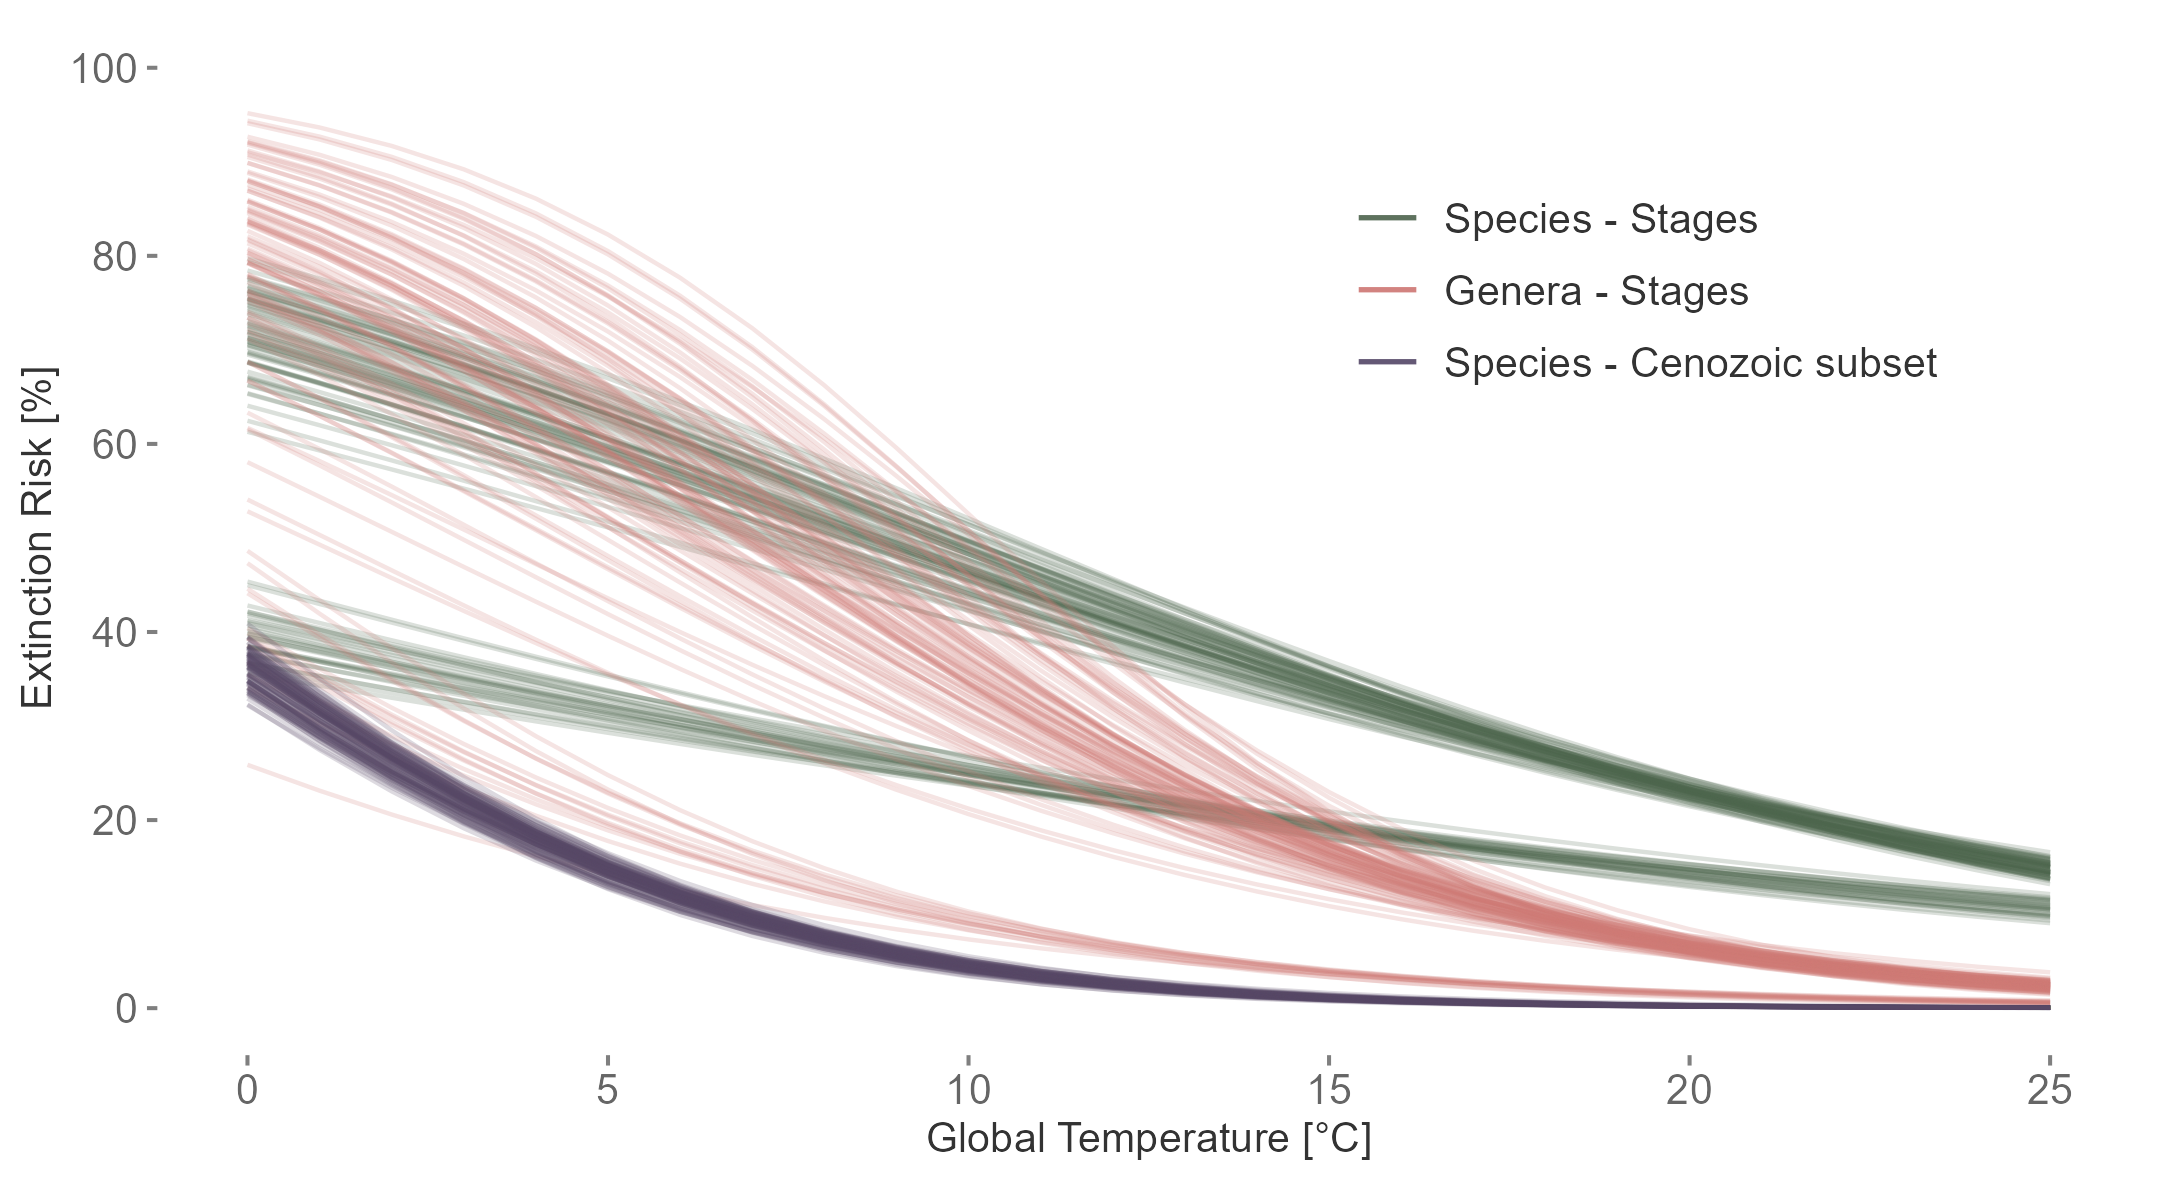 100
80
60
40
20
0
Extinction Risk [%]
Species - Stages
Genera - Stages
Species - Cenozoic subset
0 5 10 15 20 25
Global Temperature [°C]